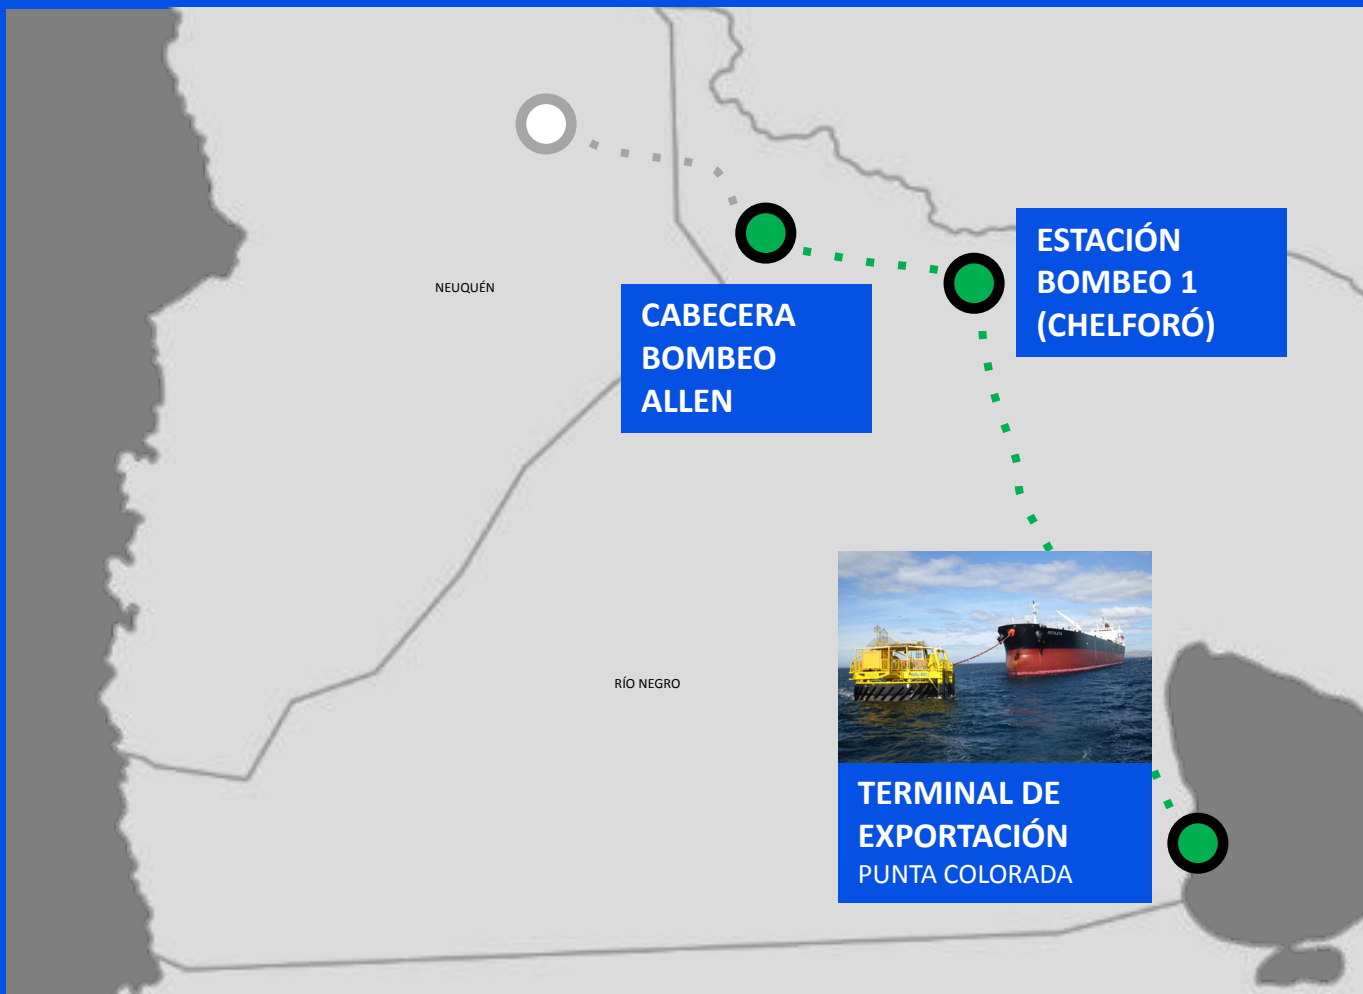 NEUQUÉN
CABECERA
BOMBEO
ALLEN
ESTACIÓN
BOMBEO 1
(CHELFORÓ)
RÍO NEGRO
TERMINAL DE
EXPORTACIÓN
PUNTA COLORADA